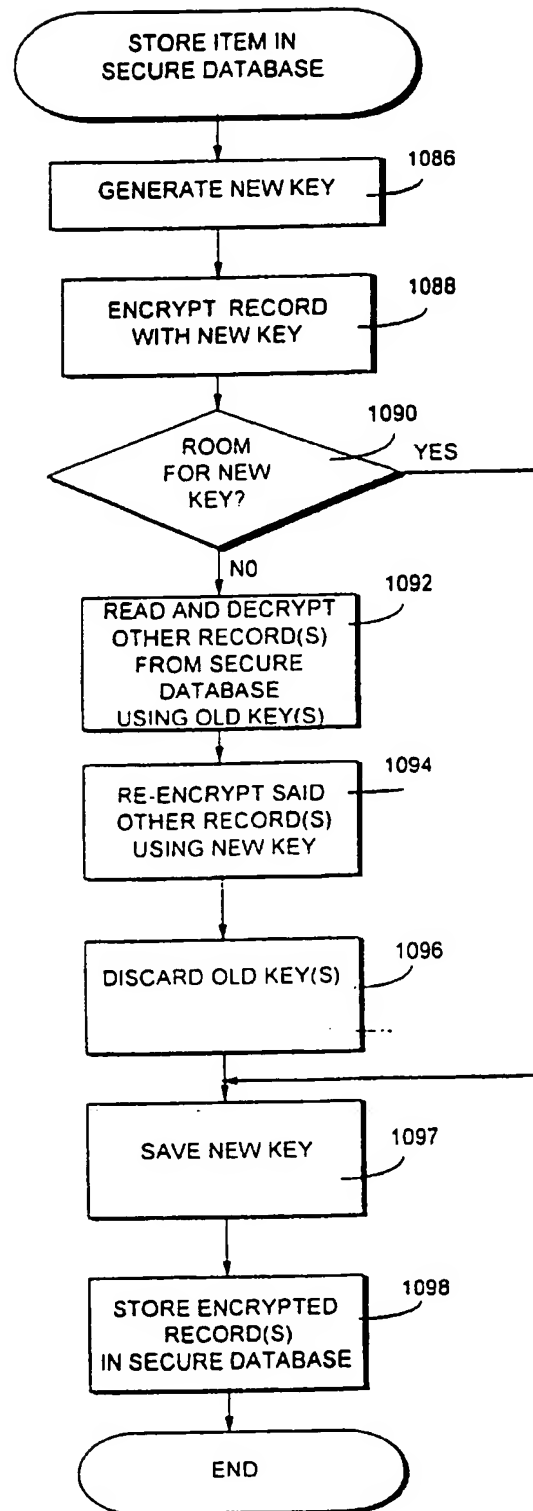 STORE ITEM IN
SECURE DATABASE
1086
GENERATE NEW KEY
1088
ENCRYPT RECORD
WITH NEW KEY
1090
ROOM
FOR NEW
KEY?
YES
NO
1092
READ AND DECRYPT
OTHER RECORD(S)
FROM SECURE
DATABASE
USING OLD KEY(S)
1094
RE-ENCRYPT SAID
OTHER RECORD(S)
USING NEW KEY
1096
DISCARD OLD KEY(S)
1097
SAVE NEW KEY
1098
STORE ENCRYPTED
RECORD(S)
IN SECURE DATABASE
END